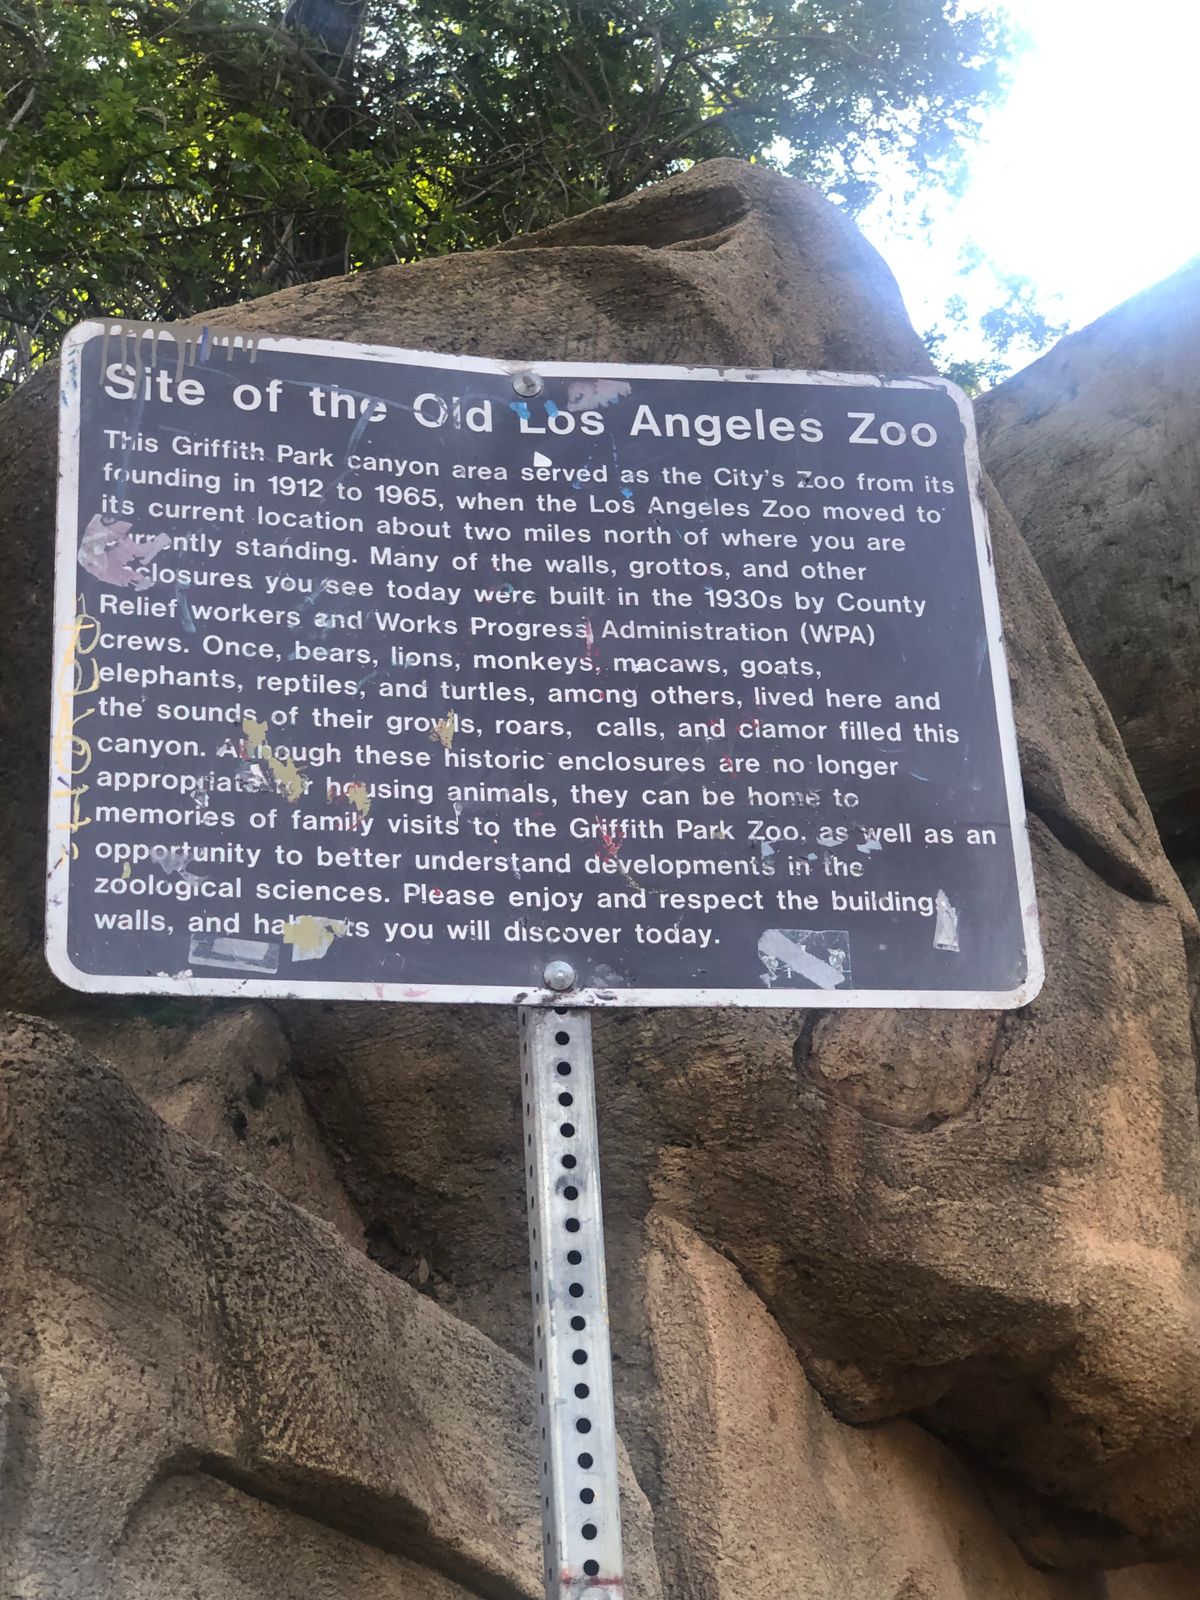 Site of the Old Los Angeles Zoo
This Griffith Park canyon area served as the City's Zoo from its
founding in 1912 to 1965, when the Los Angeles Zoo moved to
its current location about two miles north of where you are
currently standing. Many of the walls, grottos, and other
enclosures you see today were built in the 1930s by County
Relief workers and Works Progress Administration (WPA)
crews. Once, bears, lions, monkeys, macaws, goats,
elephants, reptiles, and turtles, among others, lived here and
the sounds of their growls, roars, calls, and clamor filled this
canyon. Although these historic enclosures are no longer
appropriate for housing animals, they can be home to
memories of family visits to the Griffith Park Zoo, as well as an
opportunity to better understand developments in the
zoological sciences. Please enjoy and respect the buildings,
walls, and habitats you will discover today.